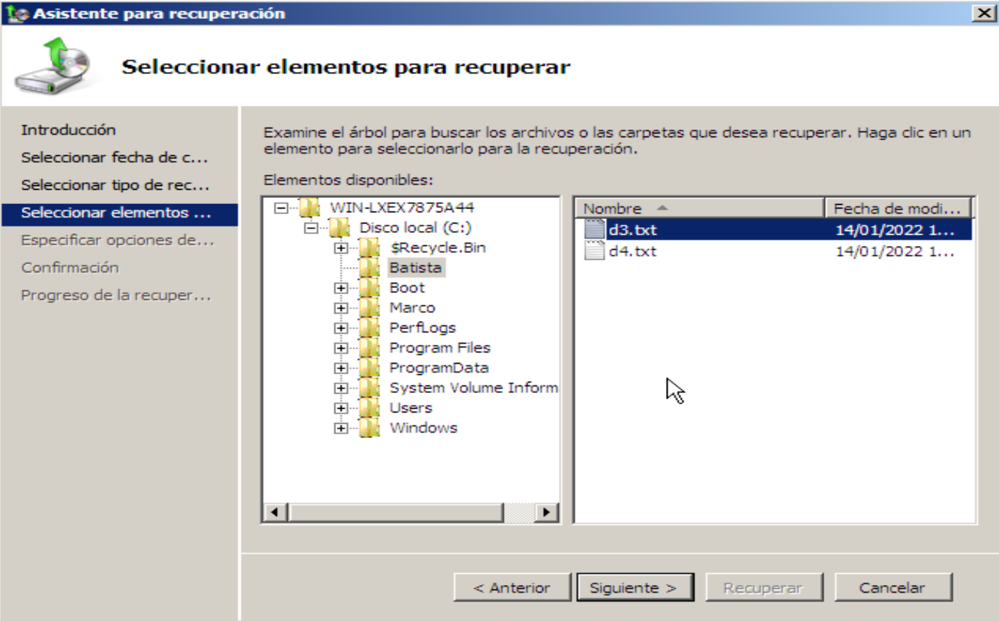 Asistente para recuperación
Seleccionar elementos para recuperar
Introducción
Seleccionar fecha de c...
Seleccionar tipo de rec...
Seleccionar elementos ...
Especificar opciones de...
Confirmación
Progreso de la recuper...
Examine el árbol para buscar los archivos o las carpetas que desea recuperar. Haga clic en un
elemento para seleccionarlo para la recuperación.
Elementos disponibles:
WIN-LXEX7875A44
Disco local (C:)
$Recycle.Bin
Batista
Boot
Marco
PerfLogs
Program Files
ProgramData
System Volume Inform
Users
Windows
Nombre Fecha de modi...
d3.txt 14/01/2022 1...
d4.txt 14/01/2022 1...
< Anterior Siguiente > Recuperar Cancelar